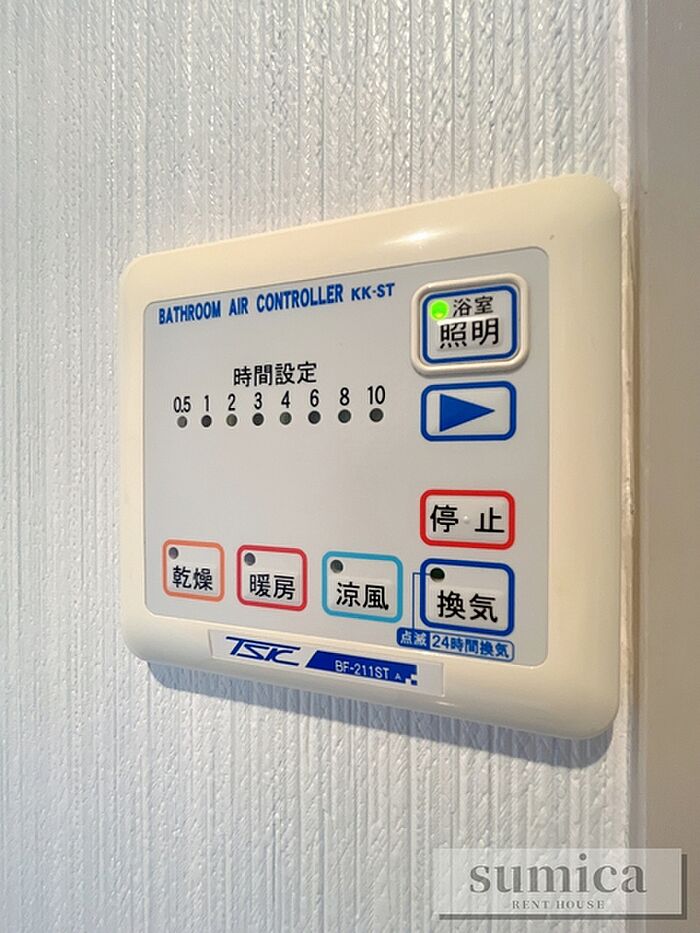 BATHROOM AIR CONTROLLER KK-ST
浴室
照明
時間設定
0.5 1 2 3 4 6 8 10
停止
乾燥
暖房
涼風
換気
点滅 24時間換気
TSK BF-211ST A
sumica
RENT HOUSE